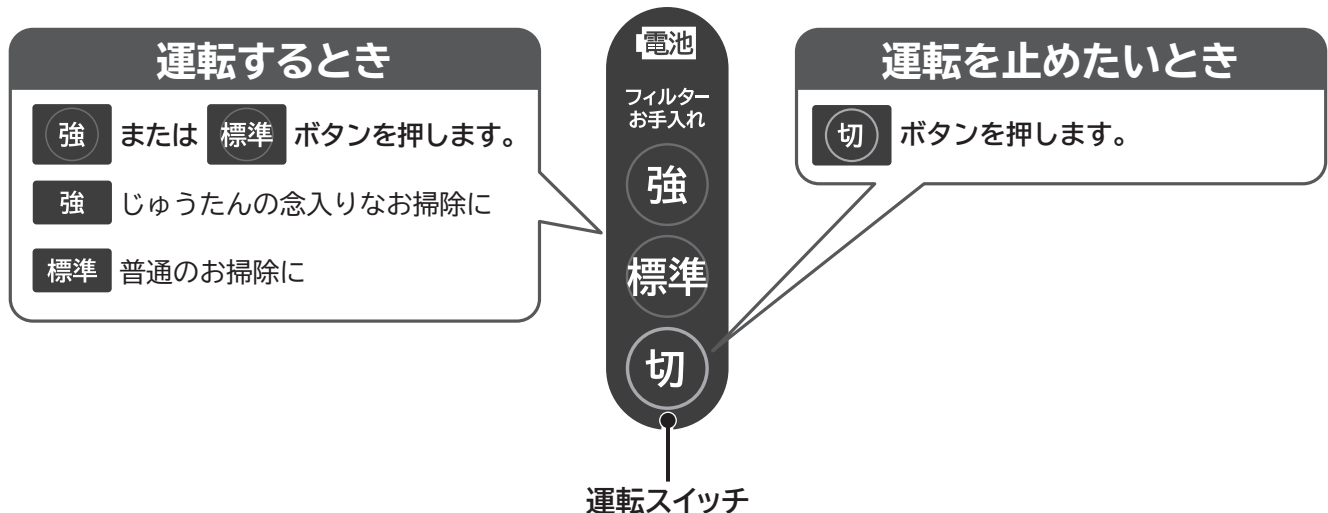 運転するとき
強 または 標準 ボタンを押します。
強 じゅうたんの念入りなお掃除に
標準 普通のお掃除に
電池
フィルター
お手入れ
強
標準
切
運転スイッチ
運転を止めたいとき
切 ボタンを押します。